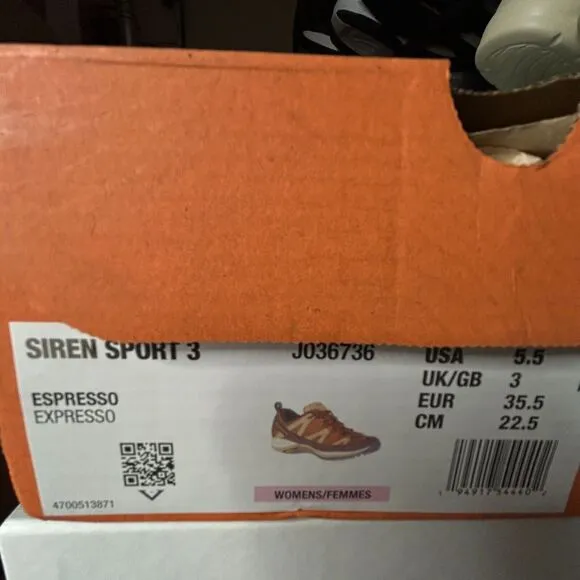 SIREN SPORT 3 J036736 USA 5.5
UK/GB 3
ESPRESSO EUR 35.5
EXPRESSO CM 22.5
4700513871
WOMENS/FEMMES